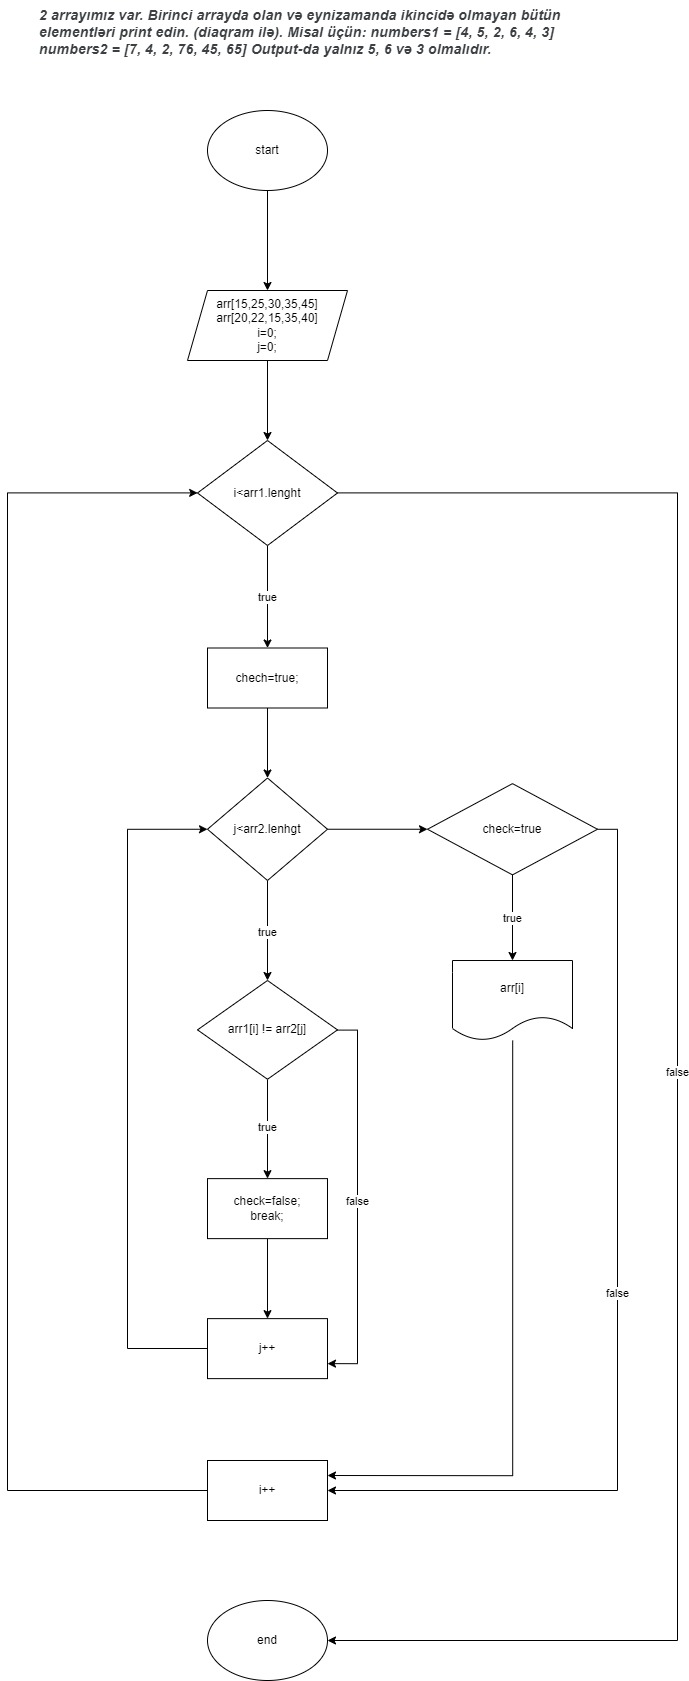 2 arrayımız var. Birinci arrayda olan və eynizamanda ikincidə olmayan bütün
elementləri print edin. (diaqram ilə). Misal üçün: numbers1 = [4, 5, 2, 6, 4, 3]
numbers2 = [7, 4, 2, 76, 45, 65] Output-da yalnız 5, 6 və 3 olmalıdır.
start
arr[15,25,30,35,45]
arr[20,22,15,35,40]
i=0;
j=0;
i<arr1.lenght
true
chech=true;
j<arr2.lenhgt
check=true
true
true
arr[i]
arr1[i] != arr2[j]
false
true
check=false;
break;
false
false
j++
i++
end